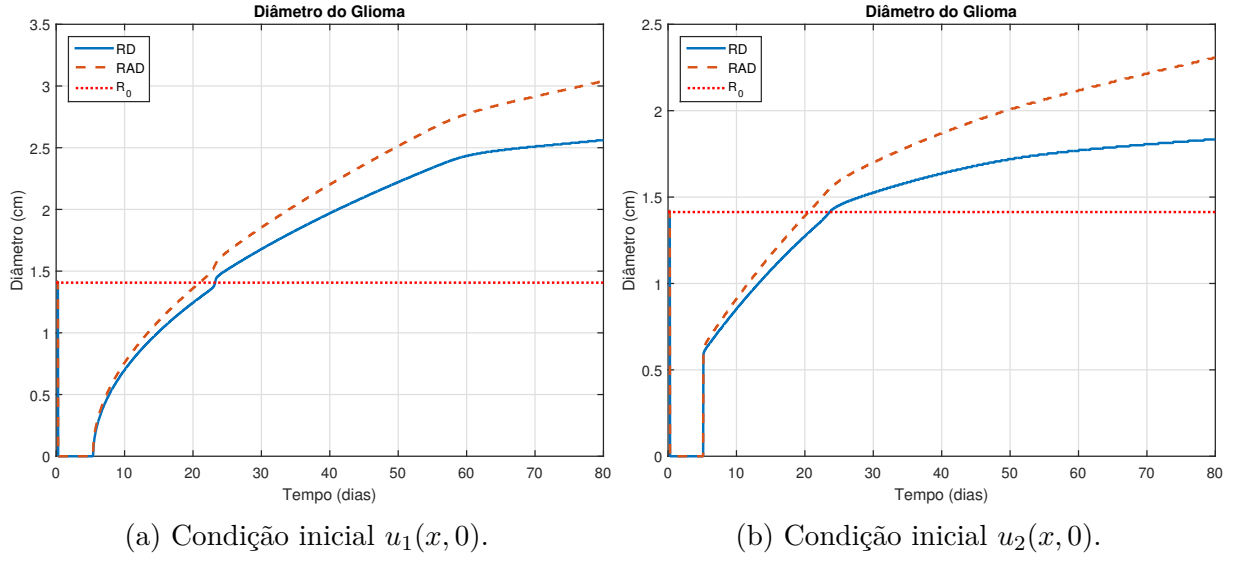 Diâmetro do Glioma
RD
RAD
R0
3.5
3
2.5
2
1.5
1
0.5
0
Diâmetro (cm)
0 10 20 30 40 50 60 70 80
Tempo (dias)
(a) Condição inicial u1(x, 0).
Diâmetro do Glioma
RD
RAD
R0
2.5
2
1.5
1
0.5
0
Diâmetro (cm)
0 10 20 30 40 50 60 70 80
Tempo (dias)
(b) Condição inicial u2(x, 0).